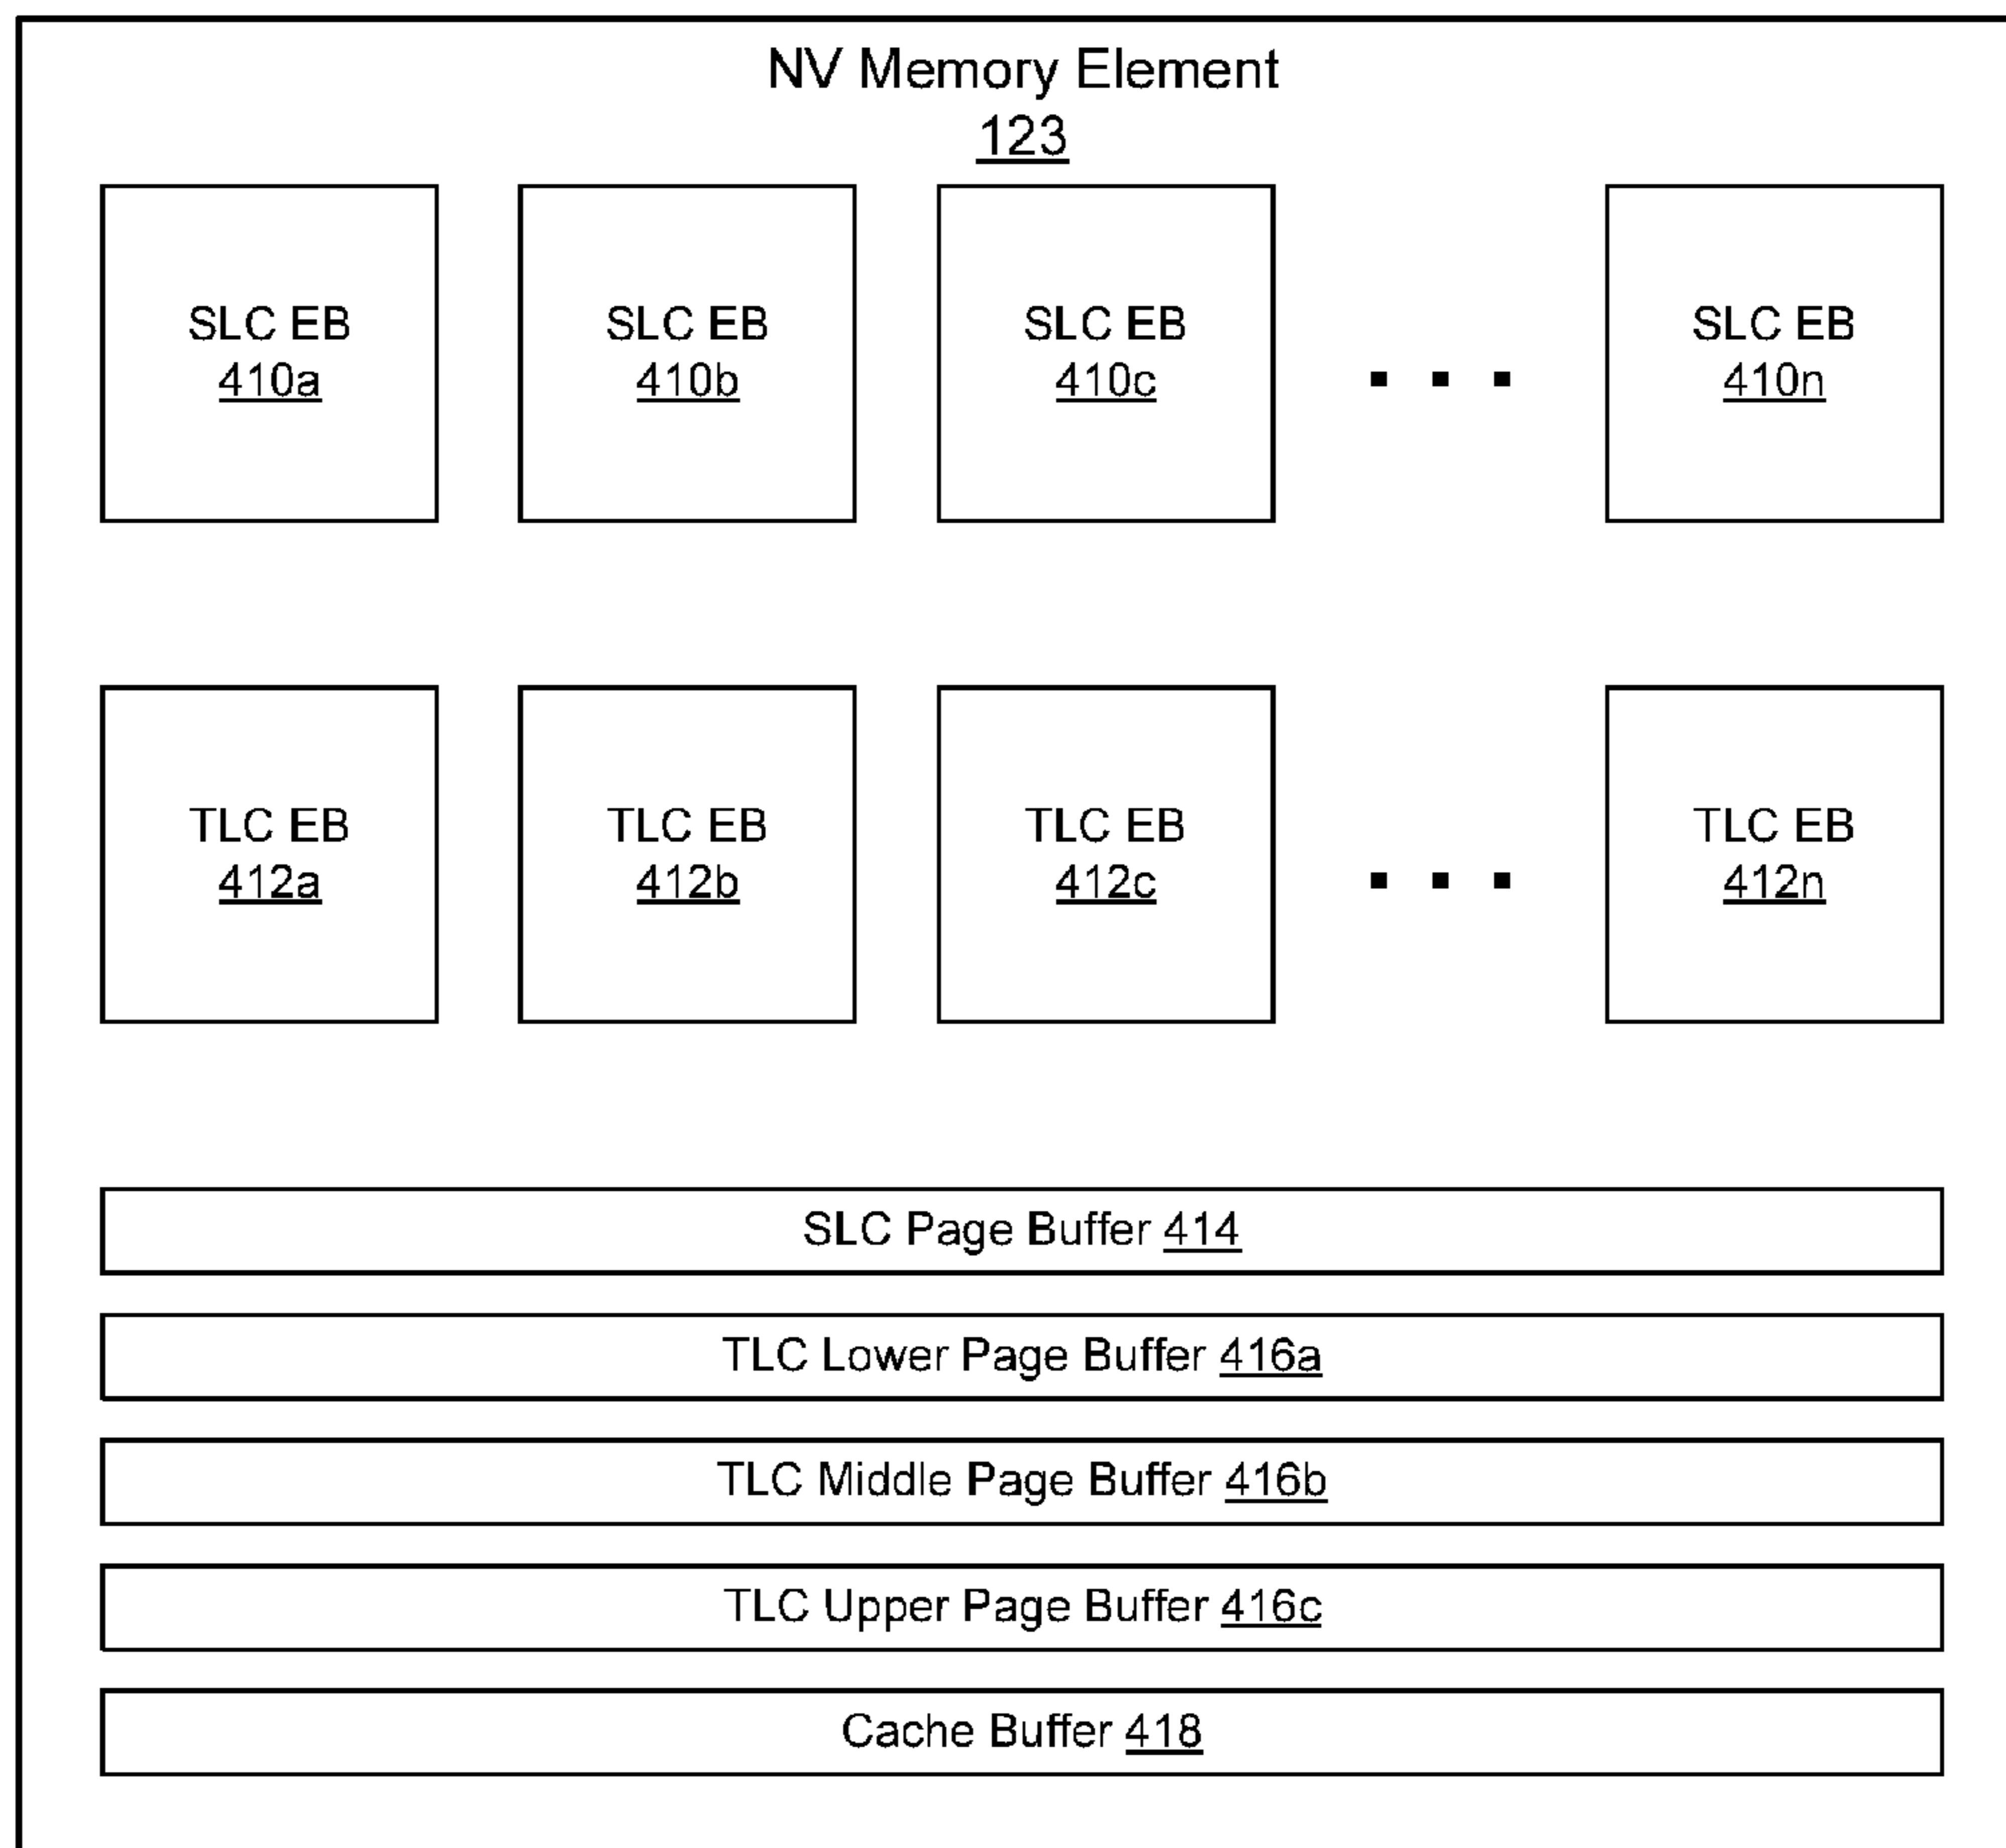 NV Memory Element
123
SLC EB SLC EB SLC EB SLC EB
410a 410b 410c . . . 410n
TLC EB TLC EB TLC EB TLC EB
412a 412b 412c . . . 412n
SLC Page Buffer 414
TLC Lower Page Buffer 416a
TLC Middle Page Buffer 416b
TLC Upper Page Buffer 416c
Cache Buffer 418